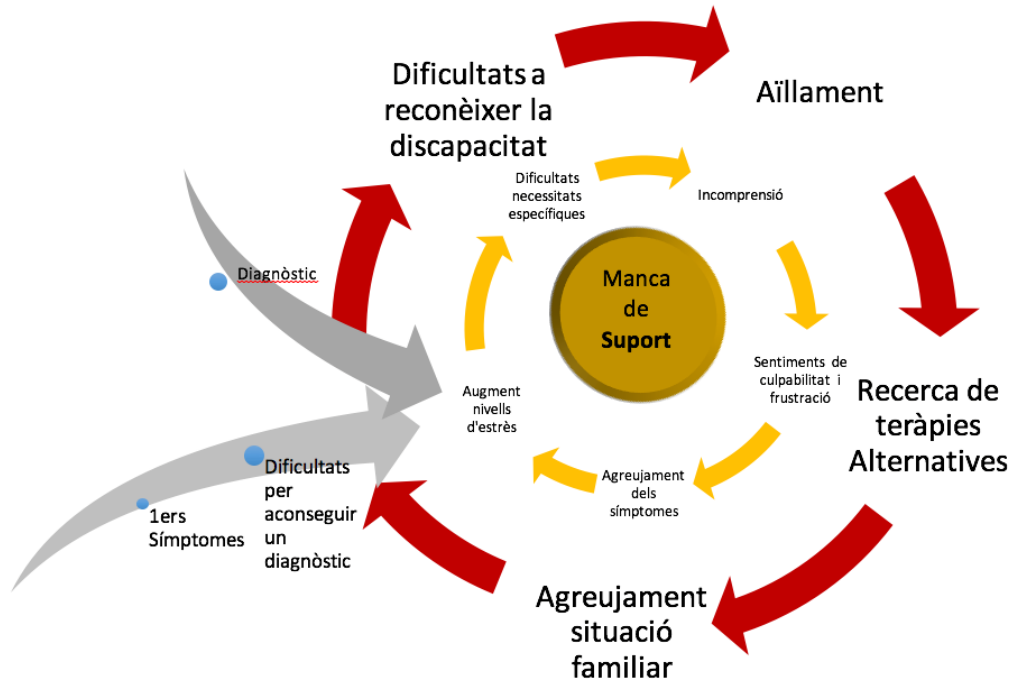 Dificultats a
reconèixer la
discapacitat
Aïllament
Dificultats
necessitats
específiques
Incomprensió
Diagnòstic
Manca
de
Suport
Augment
nivells
d'estrès
Sentiments de
culpabilitat i
frustració
Recerca de
teràpies
Alternatives
Agreujament
dels
símptomes
1ers
Símptomes
Dificultats
per
aconseguir
un
diagnòstic
Agreujament
situació
familiar